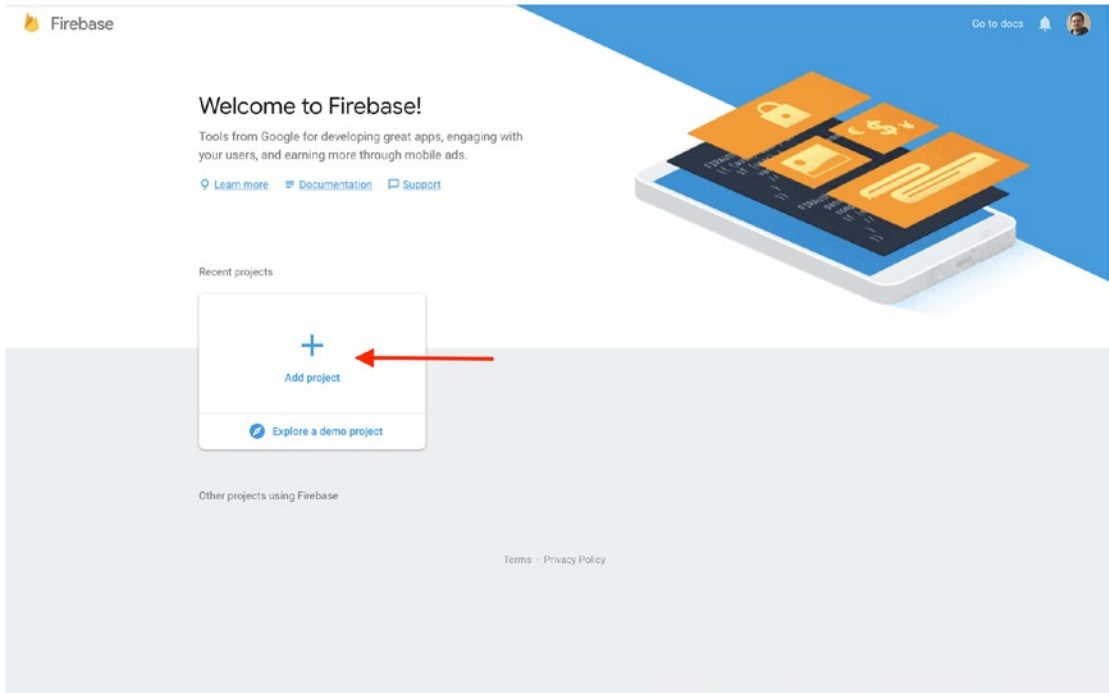 Firebase
Go to docs
Welcome to Firebase!
Tools from Google for developing great apps, engaging with
your users, and earning more through mobile ads.
Learn more Documentation Support
Recent projects
Add project
Explore a demo project
Other projects using Firebase
Terms · Privacy Policy